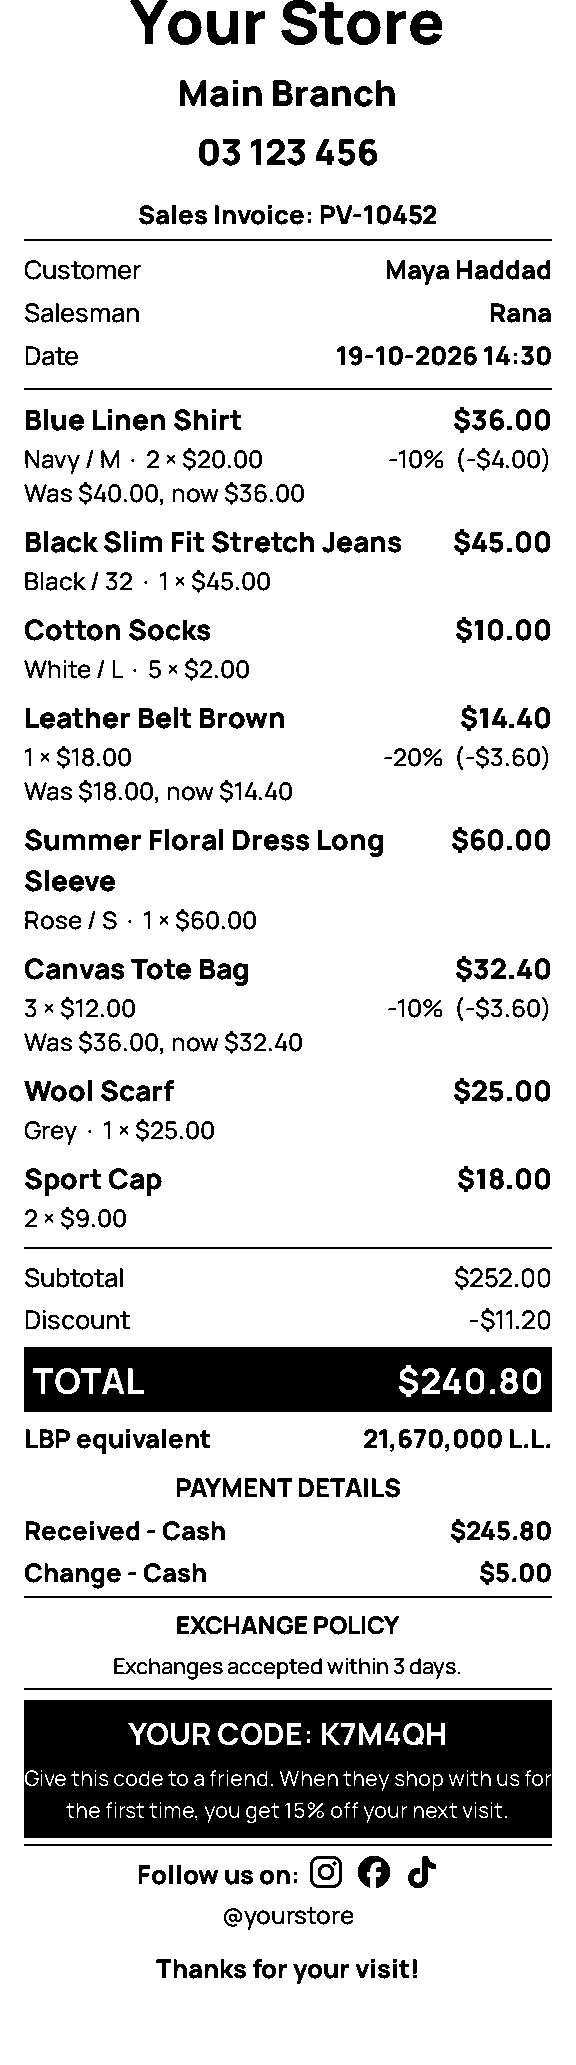 Your Store
Main Branch
03 123 456
Sales Invoice: PV-10452
Customer Maya Haddad
Salesman Rana
Date 19-10-2026 14:30
Blue Linen Shirt $36.00
Navy / M · 2 × $20.00 -10% (-$4.00)
Was $40.00, now $36.00
Black Slim Fit Stretch Jeans $45.00
Black / 32 · 1 × $45.00
Cotton Socks $10.00
White / L · 5 × $2.00
Leather Belt Brown $14.40
1 × $18.00 -20% (-$3.60)
Was $18.00, now $14.40
Summer Floral Dress Long $60.00
Sleeve
Rose / S · 1 × $60.00
Canvas Tote Bag $32.40
3 × $12.00 -10% (-$3.60)
Was $36.00, now $32.40
Wool Scarf $25.00
Grey · 1 × $25.00
Sport Cap $18.00
2 × $9.00
Subtotal $252.00
Discount -$11.20
TOTAL $240.80
LBP equivalent 21,670,000 L.L.
PAYMENT DETAILS
Received - Cash $245.80
Change - Cash $5.00
EXCHANGE POLICY
Exchanges accepted within 3 days.
YOUR CODE: K7M4QH
Give this code to a friend. When they shop with us for
the first time, you get 15% off your next visit.
Follow us on:
@yourstore
Thanks for your visit!